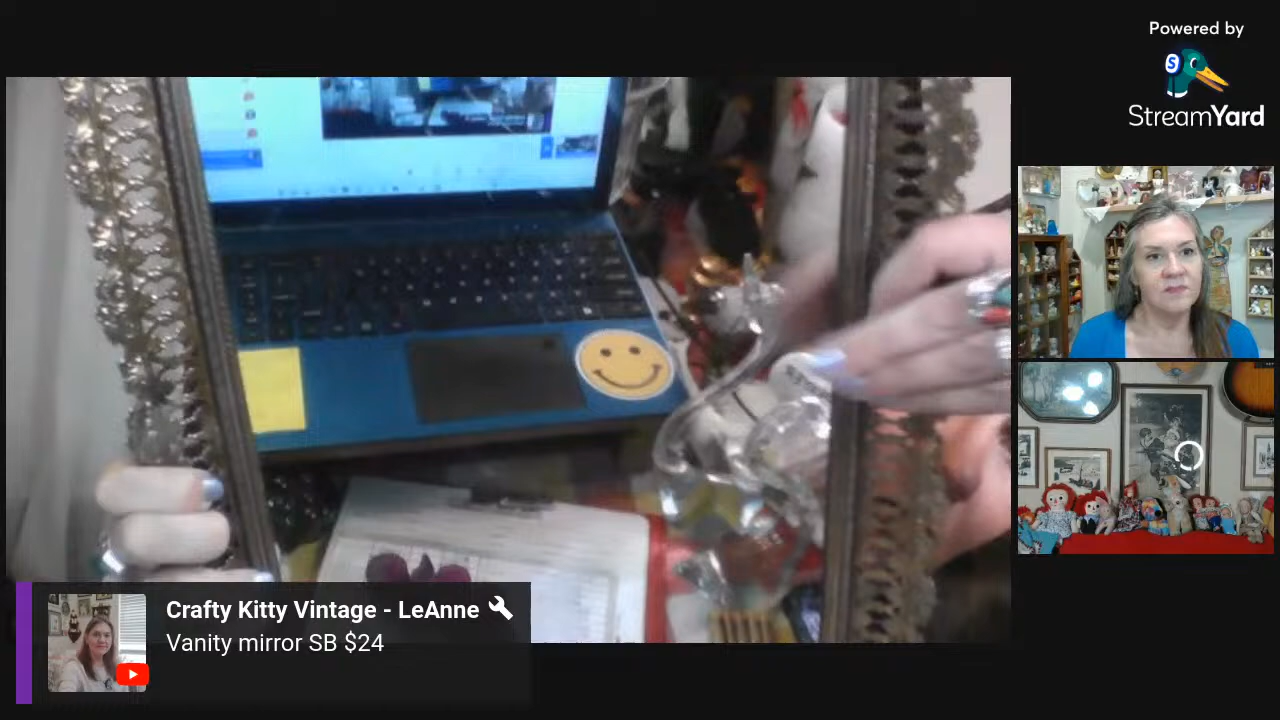 Powered by
S
StreamYard
Crafty Kitty Vintage - LeAnne
Vanity mirror SB $24